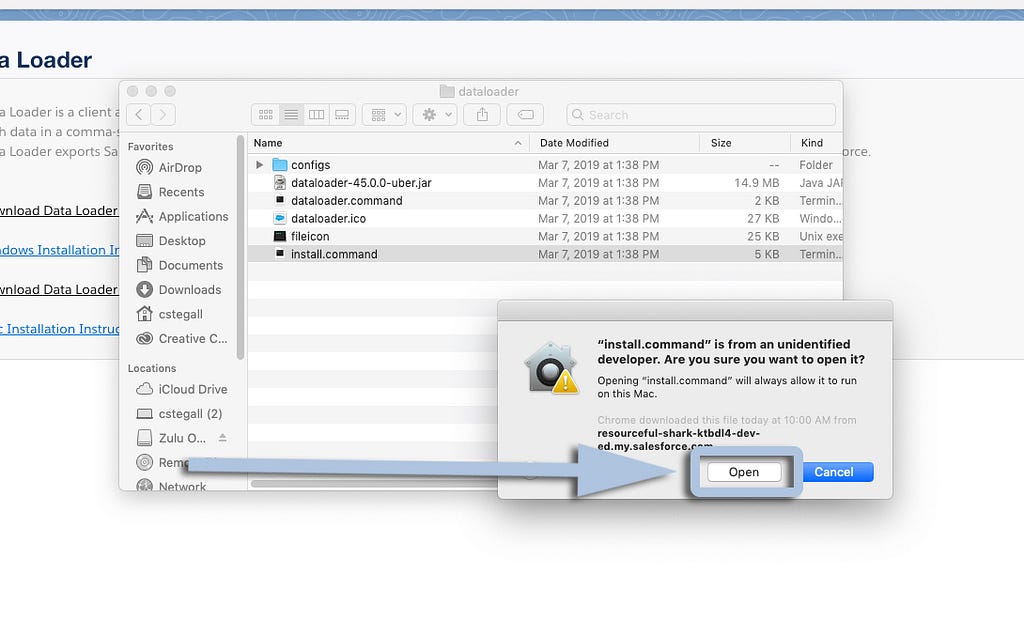 a Loader
dataloader
a Loader is a client a
h data in a comma-s
a Loader exports Sa
orce.
wnload Data Loader
dows Installation In
wnload Data Loader
c Installation Instruc
Search
Favorites
AirDrop
Recents
Applications
Desktop
Documents
Downloads
cstegall
Creative C...
Locations
iCloud Drive
cstegall (2)
Zulu O...
Network
Name Date Modified Size Kind
configs Mar 7, 2019 at 1:38 PM -- Folder
dataloader-45.0.0-uber.jar Mar 7, 2019 at 1:38 PM 14.9 MB Java JAR
dataloader.command Mar 7, 2019 at 1:38 PM 2 KB Termin...
dataloader.ico Mar 7, 2019 at 1:38 PM 27 KB Windo...
fileicon Mar 7, 2019 at 1:38 PM 25 KB Unix exe
install.command Mar 7, 2019 at 1:38 PM 5 KB Termin...
“install.command” is from an unidentified
developer. Are you sure you want to open it?
Opening “install.command” will always allow it to run
on this Mac.
Chrome downloaded this file today at 10:00 AM from
resourceful-shark-ktbdl4-dev-
ed.my.salesforce.com
Open Cancel